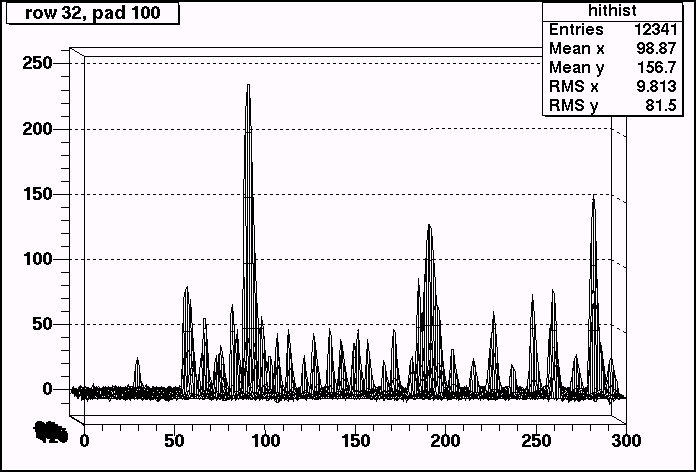 row 32, pad 100
hithist
Entries 12341
Mean x 98.87
Mean y 156.7
RMS x 9.813
RMS y 81.5
250
200
150
100
50
0
0 50 100 150 200 250 300